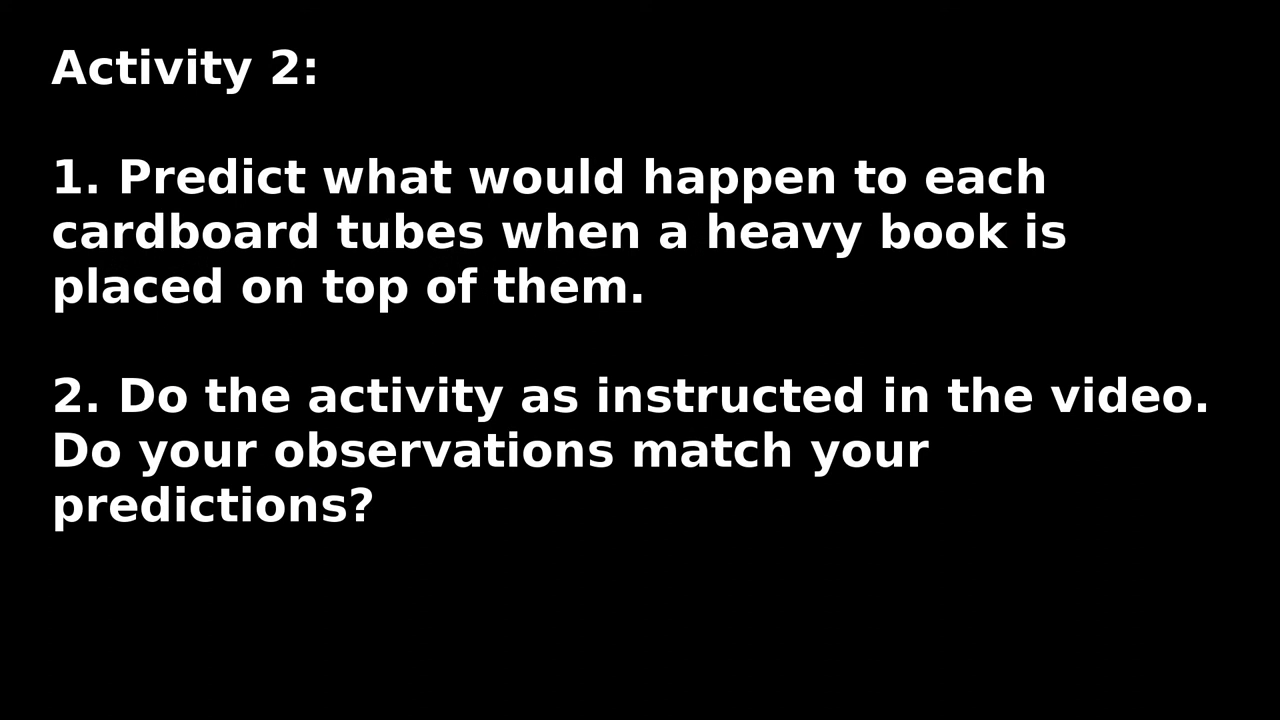 Activity 2:
1. Predict what would happen to each
cardboard tubes when a heavy book is
placed on top of them.
2. Do the activity as instructed in the video.
Do your observations match your
predictions?